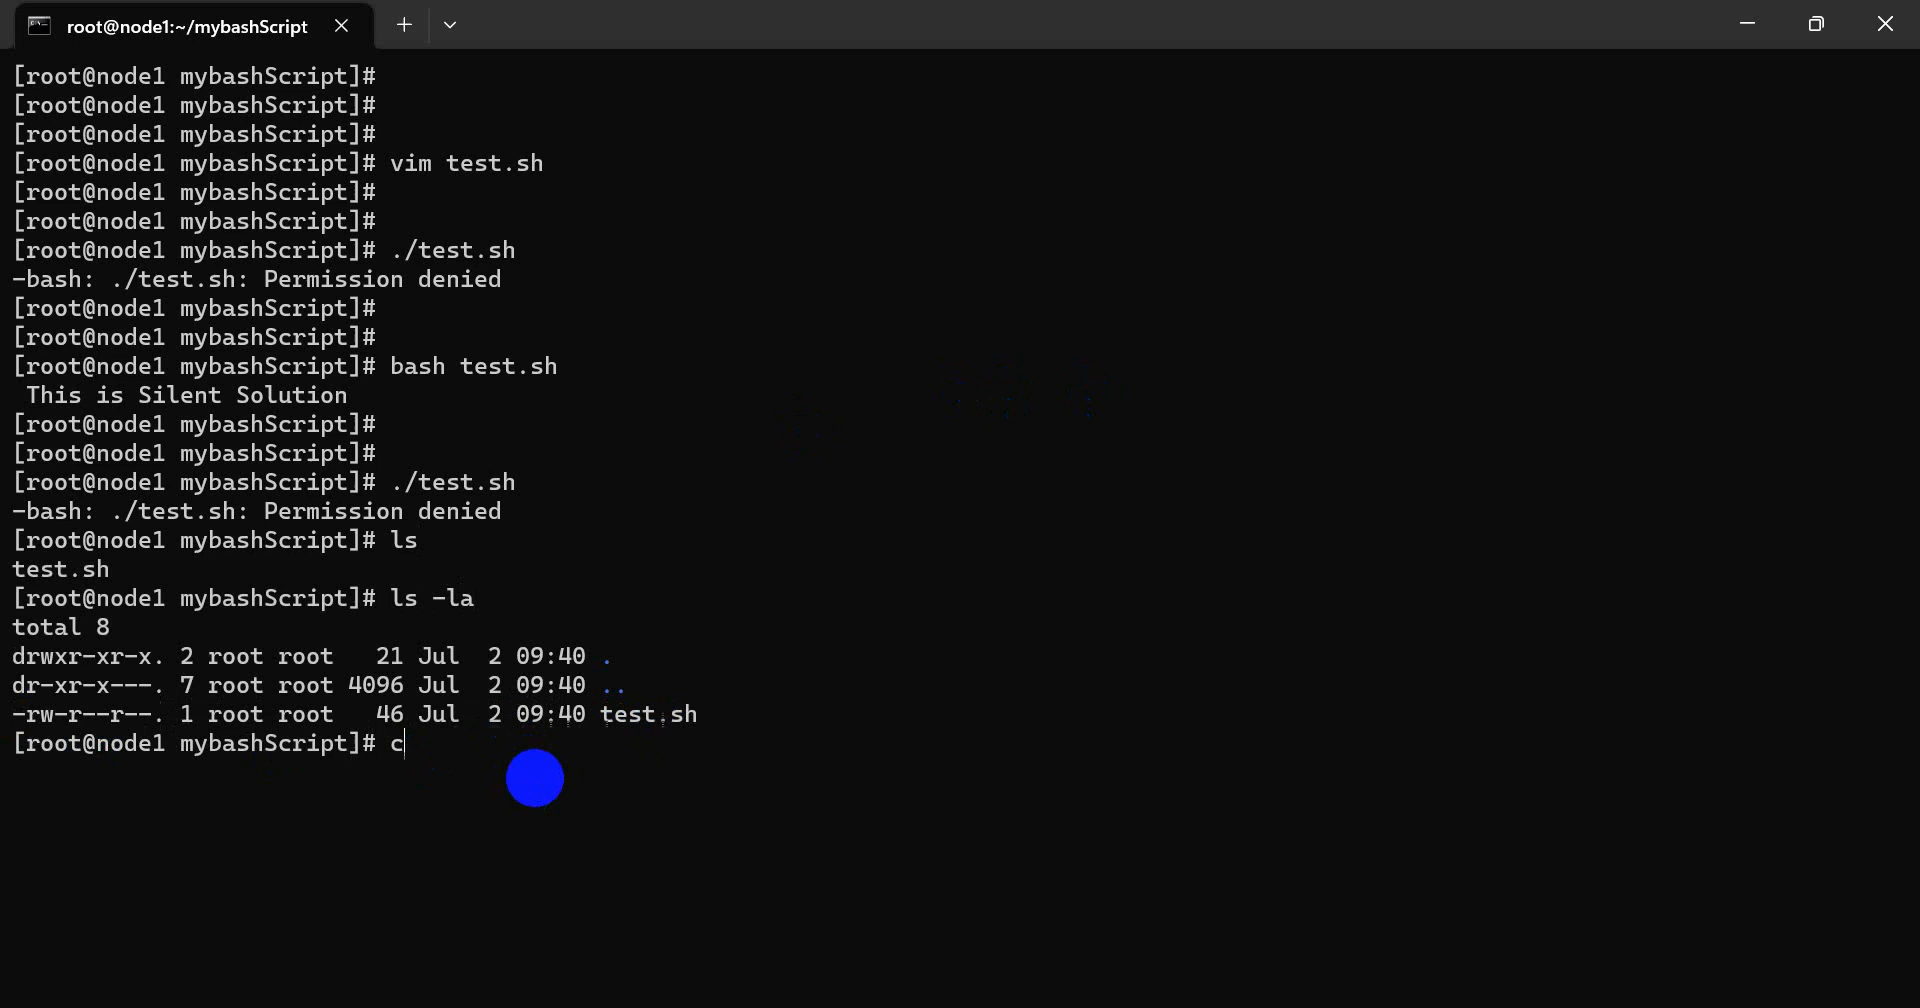 root@node1:~/mybashScript
[root@node1 mybashScript]#
[root@node1 mybashScript]#
[root@node1 mybashScript]#
[root@node1 mybashScript]# vim test.sh
[root@node1 mybashScript]#
[root@node1 mybashScript]#
[root@node1 mybashScript]# ./test.sh
-bash: ./test.sh: Permission denied
[root@node1 mybashScript]#
[root@node1 mybashScript]#
[root@node1 mybashScript]# bash test.sh
 This is Silent Solution
[root@node1 mybashScript]#
[root@node1 mybashScript]#
[root@node1 mybashScript]# ./test.sh
-bash: ./test.sh: Permission denied
[root@node1 mybashScript]# ls
test.sh
[root@node1 mybashScript]# ls -la
total 8
drwxr-xr-x. 2 root root   21 Jul  2 09:40 .
dr-xr-x---. 7 root root 4096 Jul  2 09:40 ..
-rw-r--r--. 1 root root   46 Jul  2 09:40 test.sh
[root@node1 mybashScript]# c